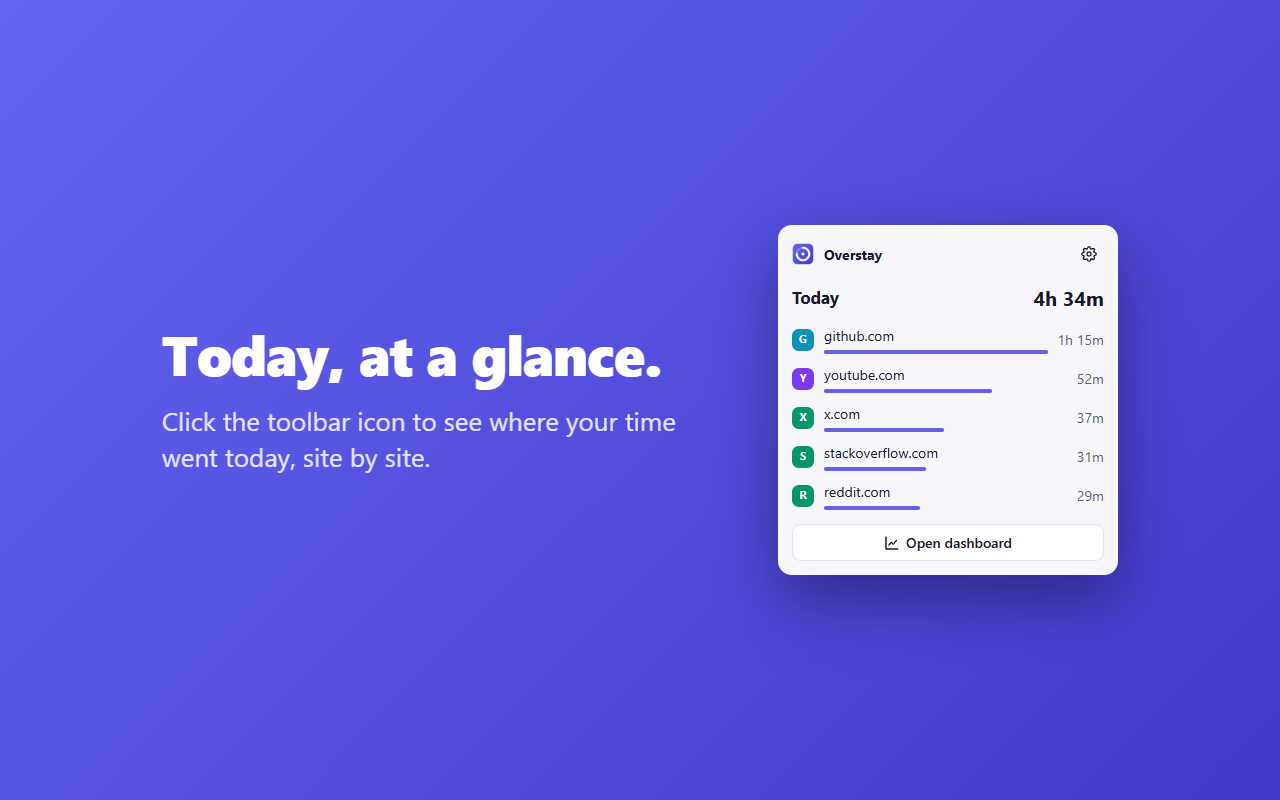 Today, at a glance.
Click the toolbar icon to see where your time
went today, site by site.
Overstay
Today 4h 34m
G github.com 1h 15m
Y youtube.com 52m
X x.com 37m
S stackoverflow.com 31m
R reddit.com 29m
Open dashboard